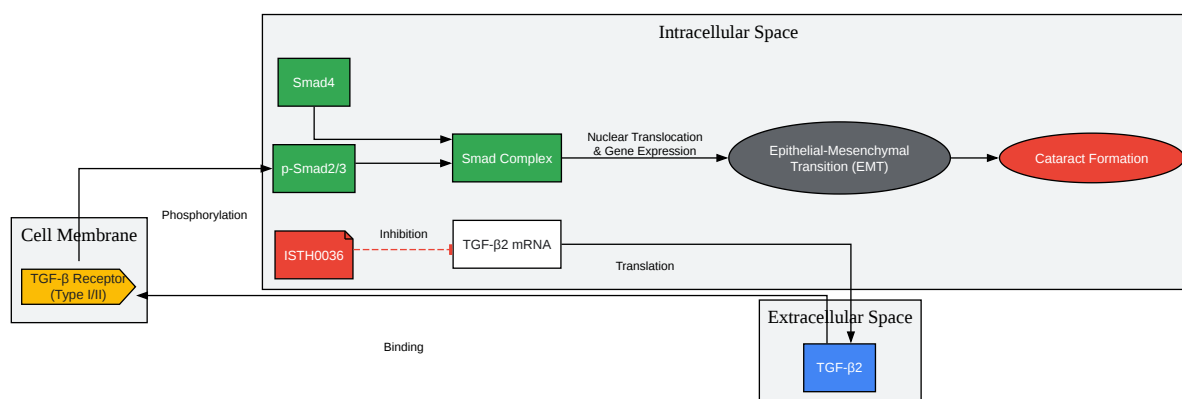 Intracellular Space
Smad4
p-Smad2/3
Smad Complex
Nuclear Translocation
& Gene Expression
Epithelial-Mesenchymal
Transition (EMT)
Cataract Formation
Phosphorylation
Cell Membrane
TGF-β Receptor
(Type I/II)
ISTH0036
Inhibition
TGF-β2 mRNA
Translation
Extracellular Space
TGF-β2
Binding